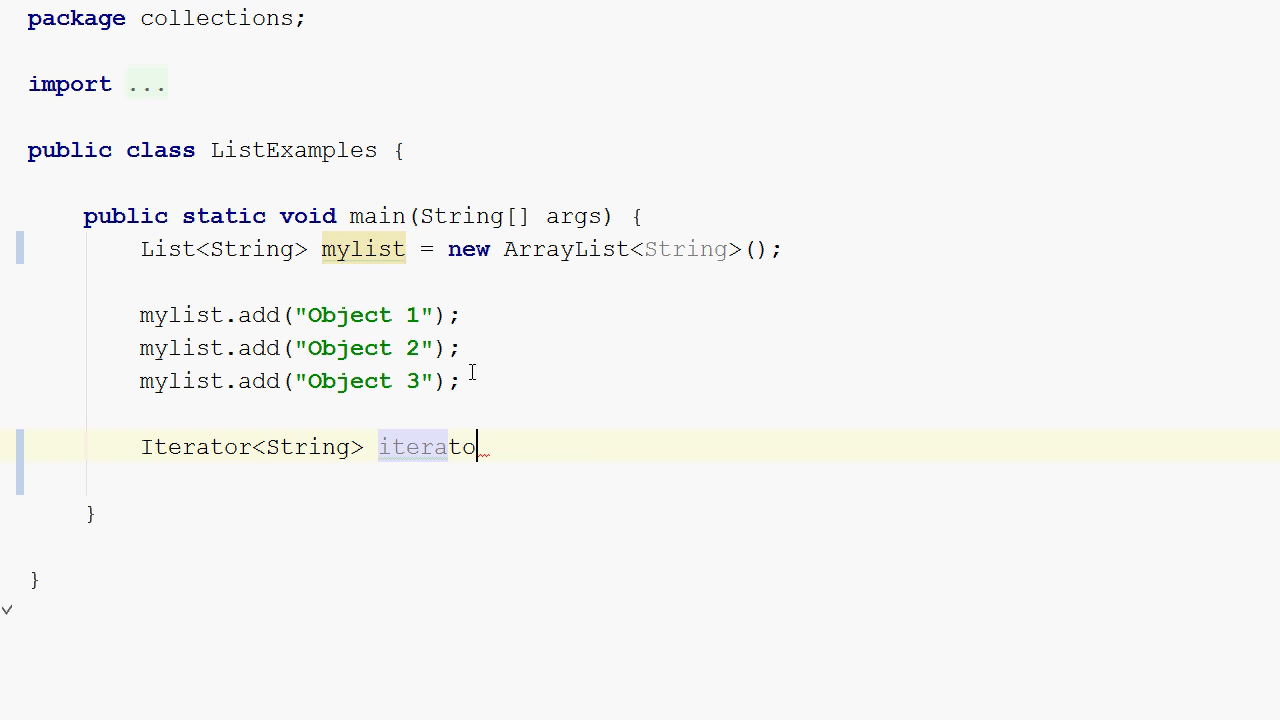 package collections;
import ...
public class ListExamples {
public static void main(String[] args) {
List<String> mylist = new ArrayList<String>();
mylist.add("Object 1");
mylist.add("Object 2");
mylist.add("Object 3");
Iterator<String> iterato
}
}